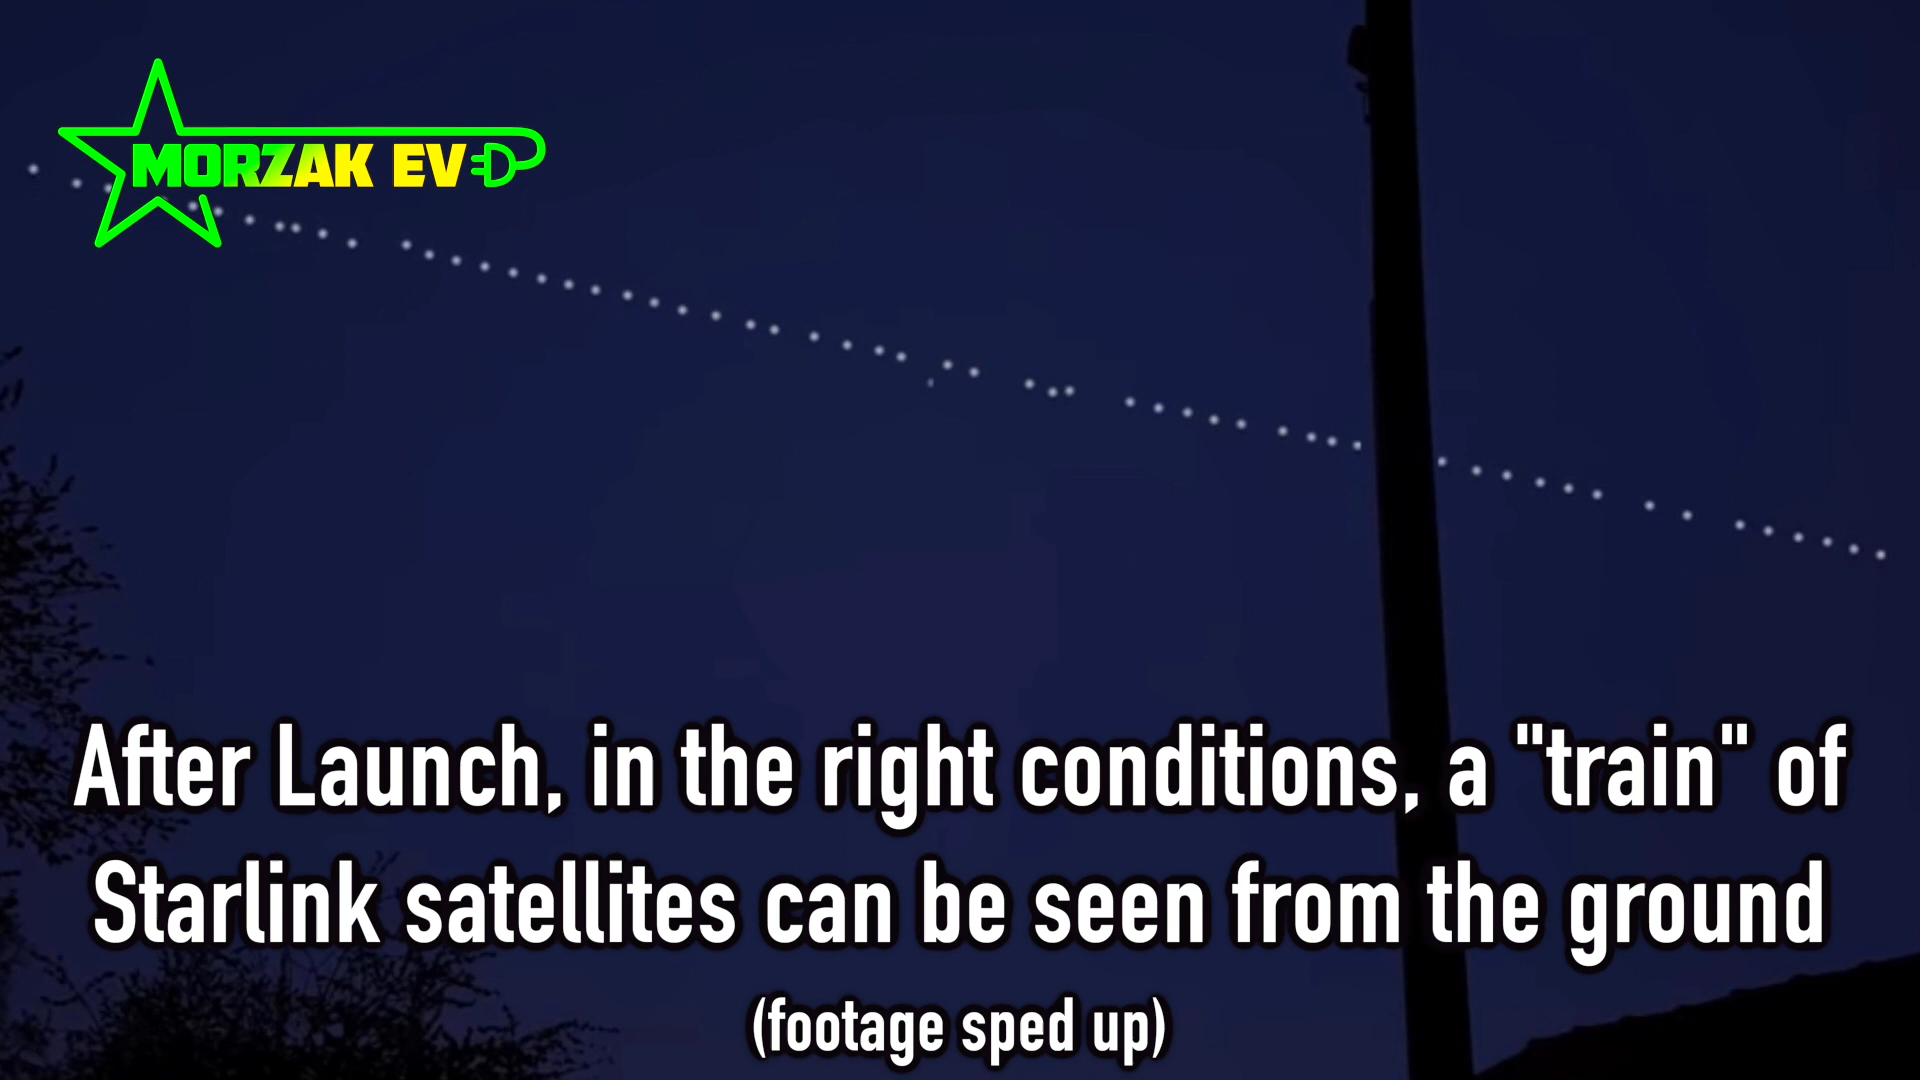 MORZAK EV
After Launch, in the right conditions, a "train" of
Starlink satellites can be seen from the ground
(footage sped up)